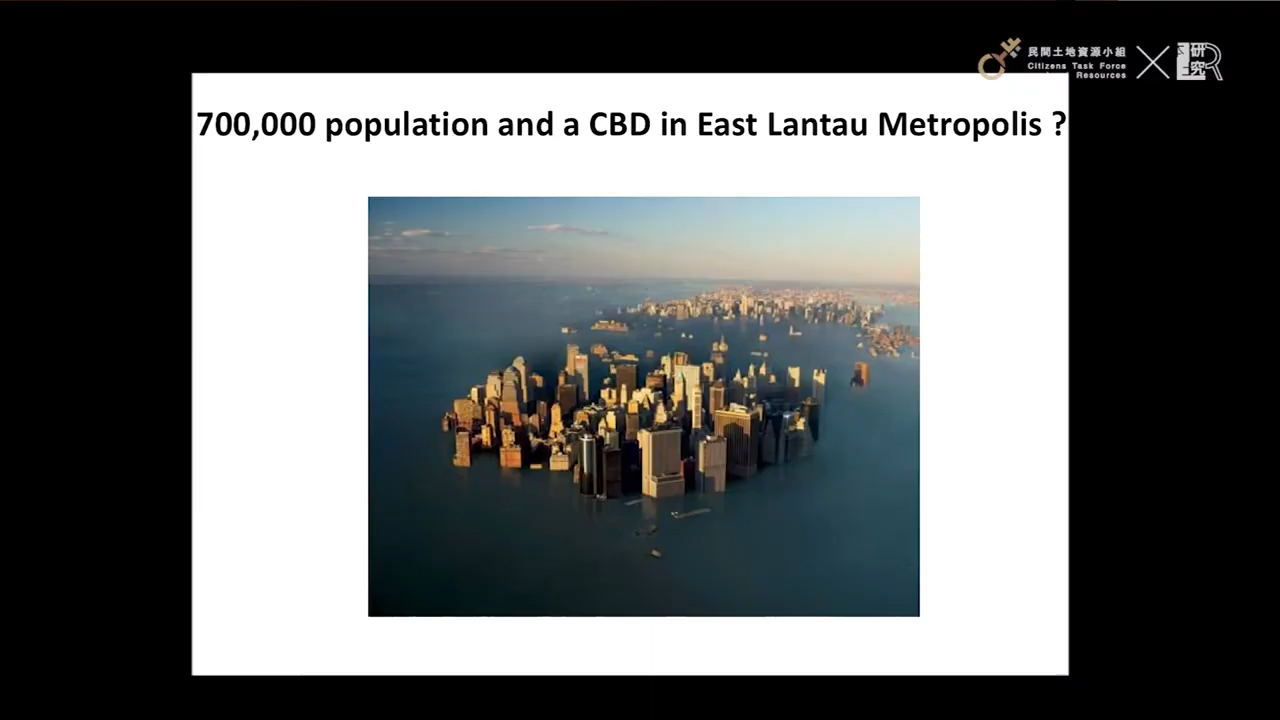 民間土地資源小組
Citizens Task Force
Resources
研究
700,000 population and a CBD in East Lantau Metropolis ?